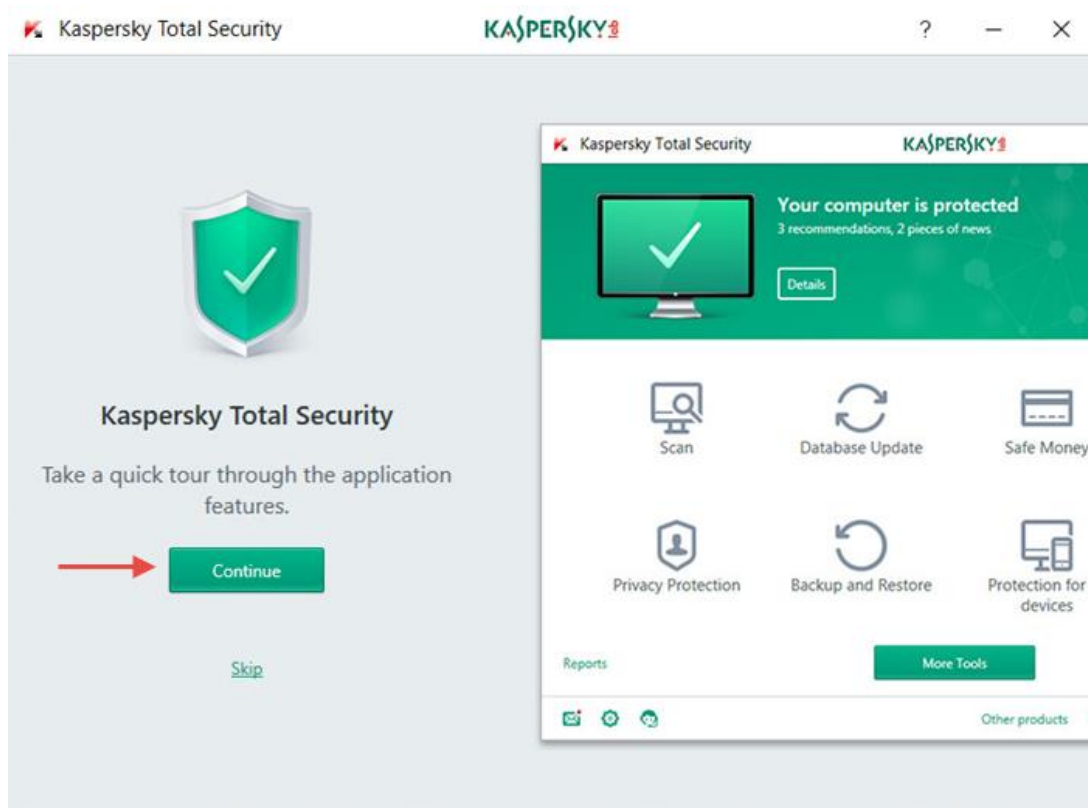 Kaspersky Total Security
KASPERSKY lab
?
Kaspersky Total Security
Take a quick tour through the application
features.
Continue
Skip
Kaspersky Total Security
KASPERSKY lab
Your computer is protected
3 recommendations, 2 pieces of news
Details
Scan
Database Update
Safe Money
Privacy Protection
Backup and Restore
Protection for
devices
Reports
More Tools
Other products